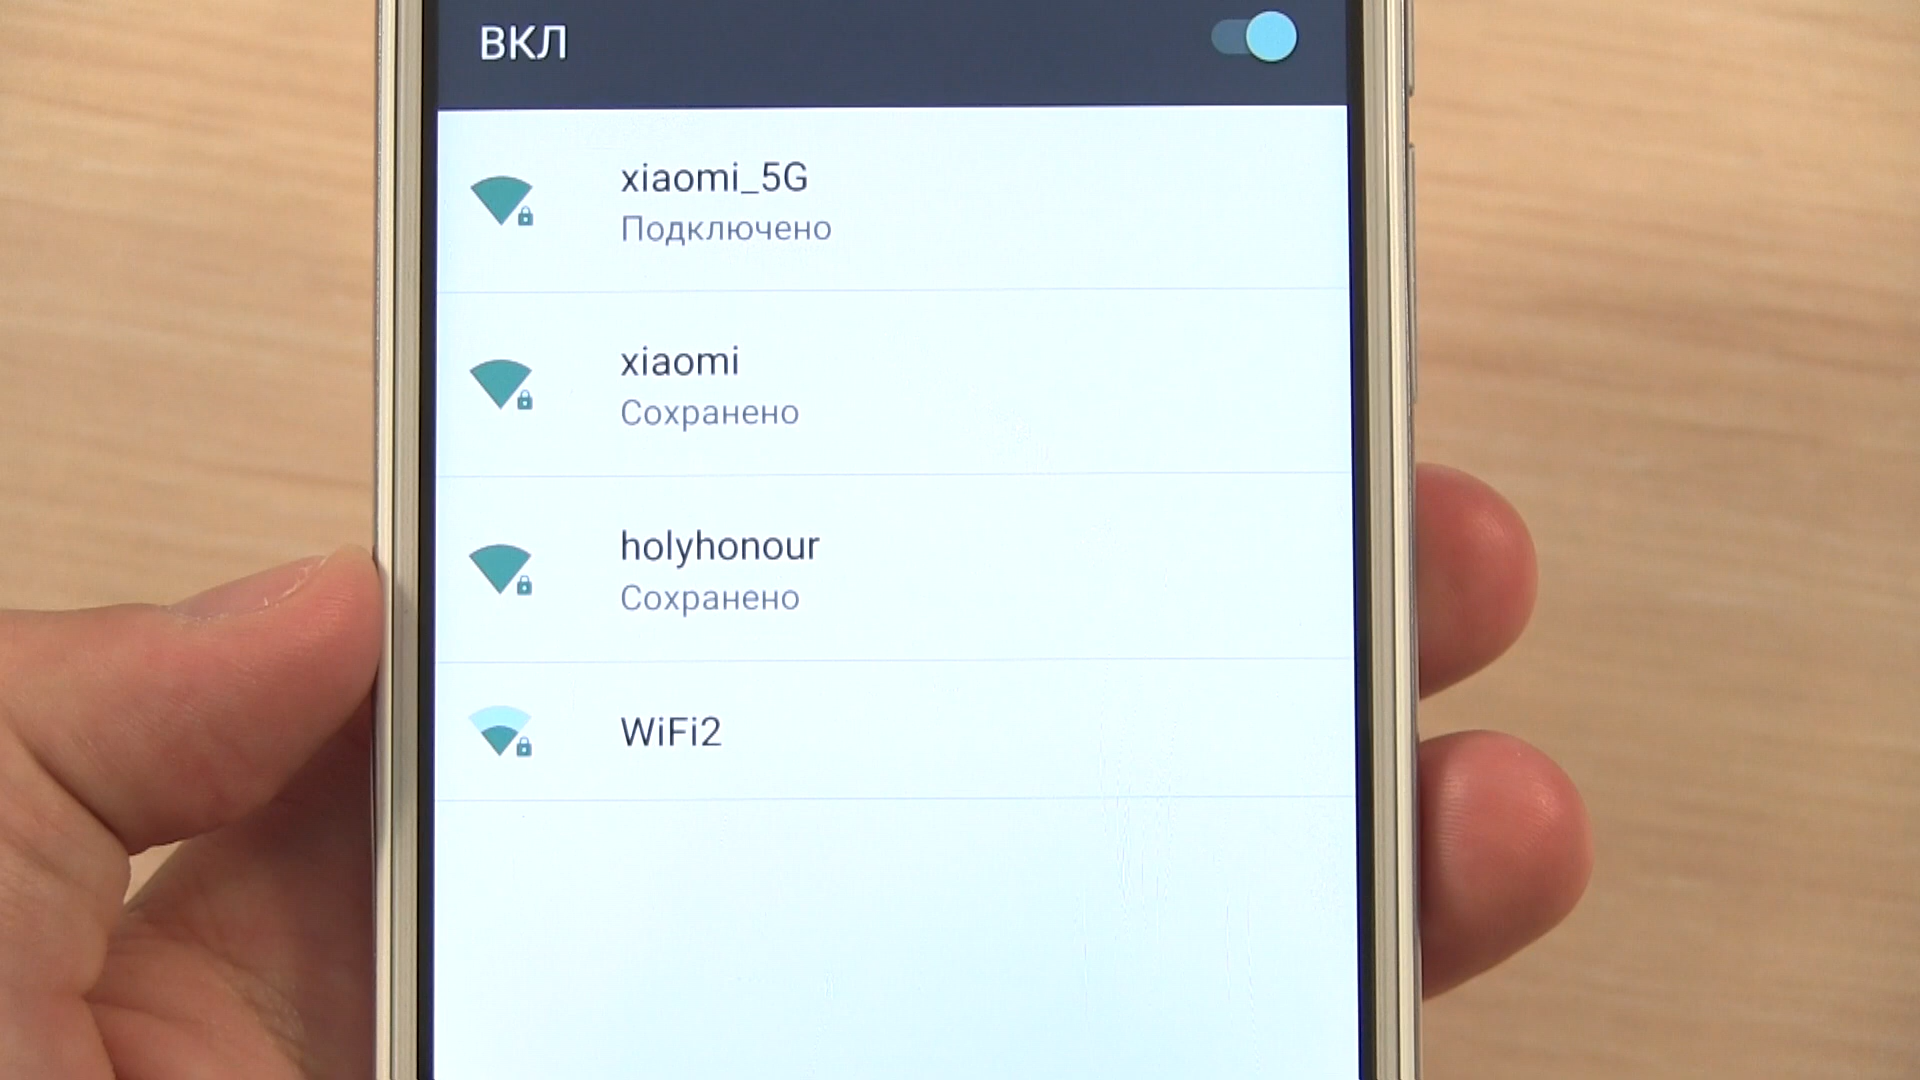 ВКЛ
xiaomi_5G
Подключено
xiaomi
Сохранено
holyhonour
Сохранено
WiFi2